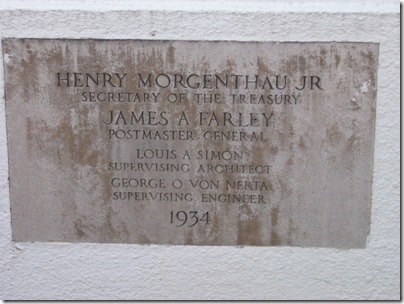 HENRY MORGENTHAU JR
SECRETARY OF THE TREASURY
JAMES A FARLEY
POSTMASTER GENERAL
LOUIS A SIMON
SUPERVISING ARCHITECT
GEORGE O VON NERTA
SUPERVISING ENGINEER
1934